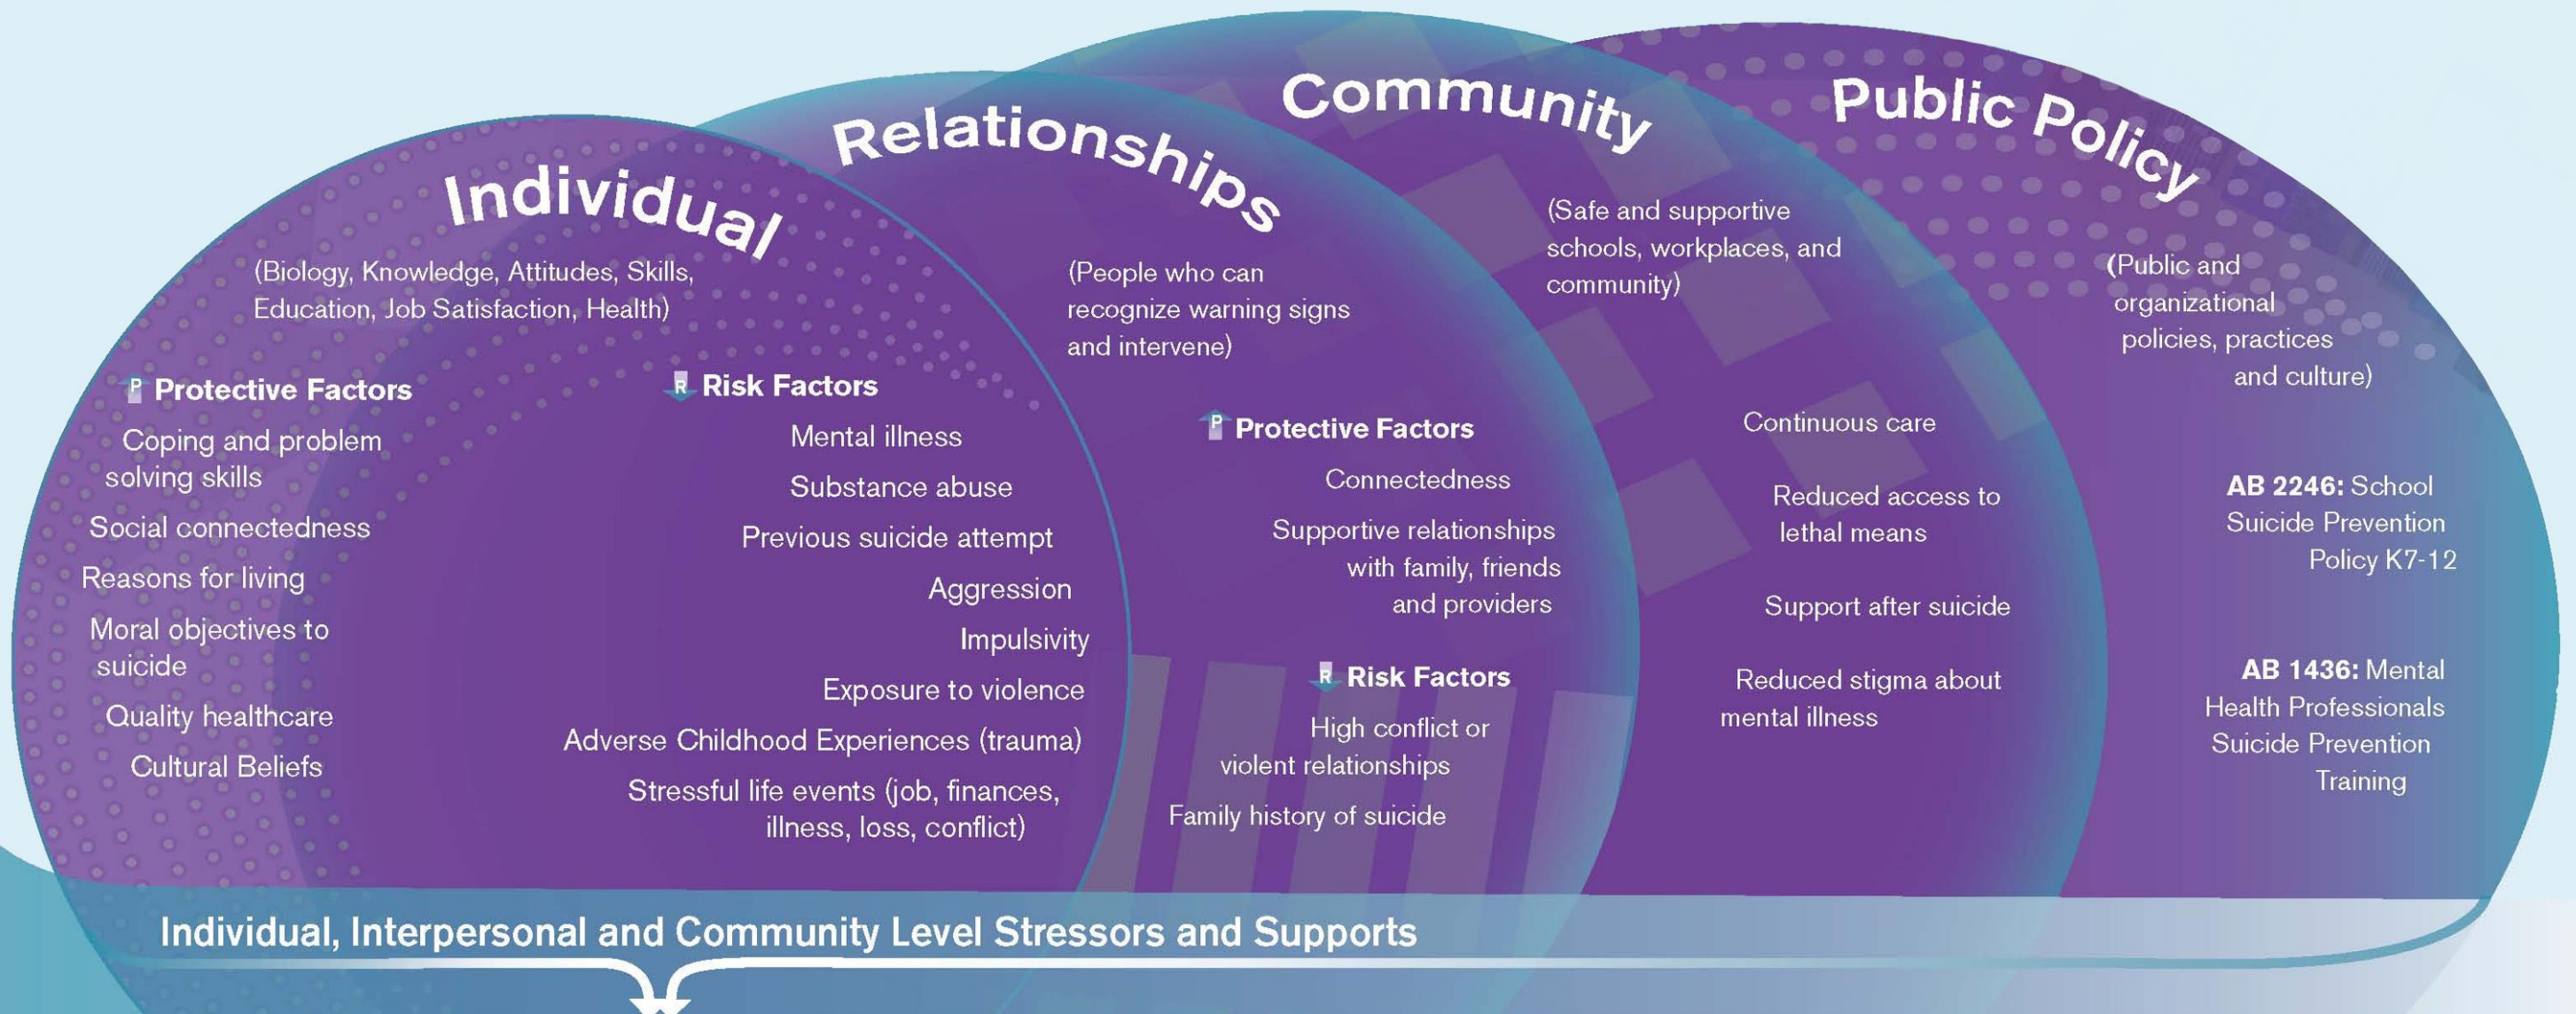 Individual
(Biology, Knowledge, Attitudes, Skills,
Education, Job Satisfaction, Health)
P Protective Factors
Coping and problem
solving skills
Social connectedness
Reasons for living
Moral objectives to
suicide
Quality healthcare
Cultural Beliefs
R Risk Factors
Mental illness
Substance abuse
Previous suicide attempt
Aggression
Impulsivity
Exposure to violence
Adverse Childhood Experiences (trauma)
Stressful life events (job, finances,
illness, loss, conflict)
Relationships
(People who can
recognize warning signs
and intervene)
P Protective Factors
Connectedness
Supportive relationships
with family, friends
and providers
R Risk Factors
High conflict or
violent relationships
Family history of suicide
Community
(Safe and supportive
schools, workplaces, and
community)
Continuous care
Reduced access to
lethal means
Support after suicide
Reduced stigma about
mental illness
Public Policy
(Public and
organizational
policies, practices
and culture)
AB 2246: School
Suicide Prevention
Policy K7-12
AB 1436: Mental
Health Professionals
Suicide Prevention
Training
Individual, Interpersonal and Community Level Stressors and Supports